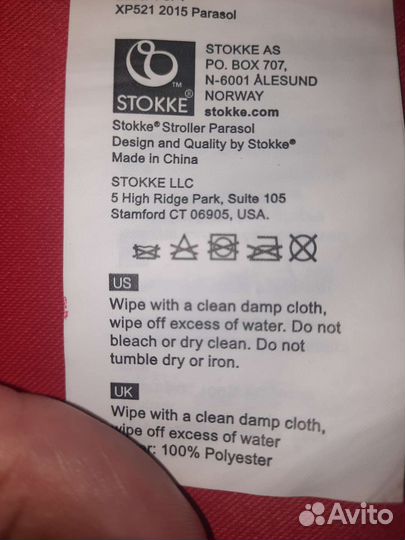 XP521 2015 Parasol
STOKKE®
TM
STOKKE AS
PO. BOX 707,
N-6001 ÅLESUND
NORWAY
stokke.com
Stokke® Stroller Parasol
Design and Quality by Stokke®
Made in China
STOKKE LLC
5 High Ridge Park, Suite 105
Stamford CT 06905, USA.
US
Wipe with a clean damp cloth,
wipe off excess of water. Do not
bleach or dry clean. Do not
tumble dry or iron.
UK
Wipe with a clean damp cloth,
wipe off excess of water
100% Polyester
Avito